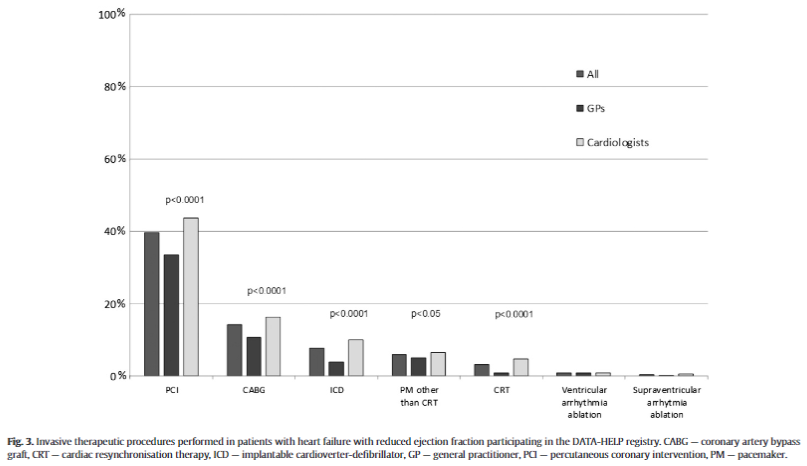 100%
80%
60%
40%
20%
0%
All
GPs
Cardiologists
p<0.0001
p<0.0001
p<0.0001
p<0.05
p<0.0001
PCI
CABG
ICD
PM other
than CRT
CRT
Ventricular
arrhythmia
ablation
Supraventricular
arrhytmia
ablation
Fig. 3. Invasive therapeutic procedures performed in patients with heart failure with reduced ejection fraction participating in the DATA-HELP registry. CABG — coronary artery bypass
graft, CRT — cardiac resynchronisation therapy, ICD — implantable cardioverter-defibrillator, GP — general practitioner, PCI — percutaneous coronary intervention, PM — pacemaker.